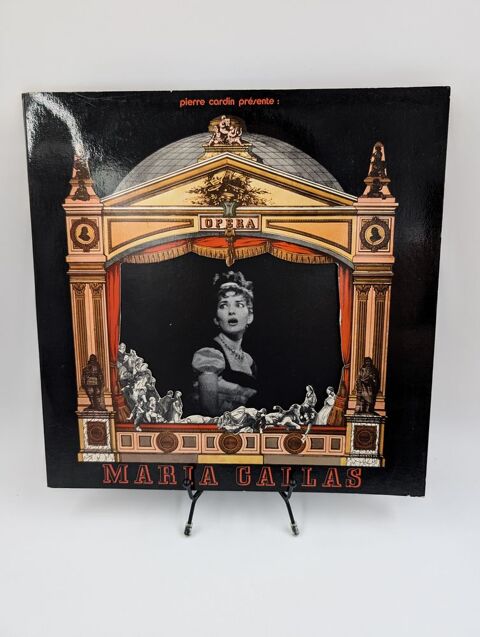 pierre cardin présente :
OPERA
MARIA CALLAS